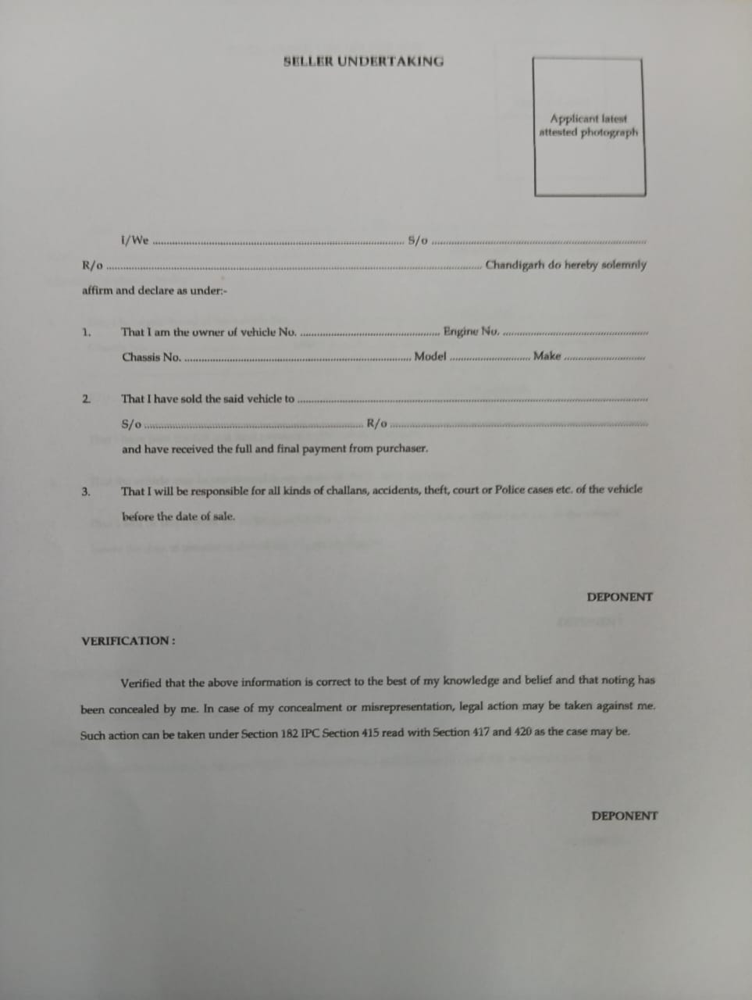 SELLER UNDERTAKING
Applicant latest
attested photograph
I/We ........................................................................................ S/o ............................................................................
R/o ..................................................................................................................................... Chandigarh do hereby solemnly
affirm and declare as under:-
1. That I am the owner of vehicle No. .................................................. Engine No. ....................................................
Chassis No. ................................................................................ Model ............................. Make .............................
2. That I have sold the said vehicle to ............................................................................................................................
S/o .............................................................................. R/o ............................................................................................
and have received the full and final payment from purchaser.
3. That I will be responsible for all kinds of challans, accidents, theft, court or Police cases etc. of the vehicle
before the date of sale.
DEPONENT
VERIFICATION :
Verified that the above information is correct to the best of my knowledge and belief and that noting has
been concealed by me. In case of my concealment or misrepresentation, legal action may be taken against me.
Such action can be taken under Section 182 IPC Section 415 read with Section 417 and 420 as the case may be.
DEPONENT